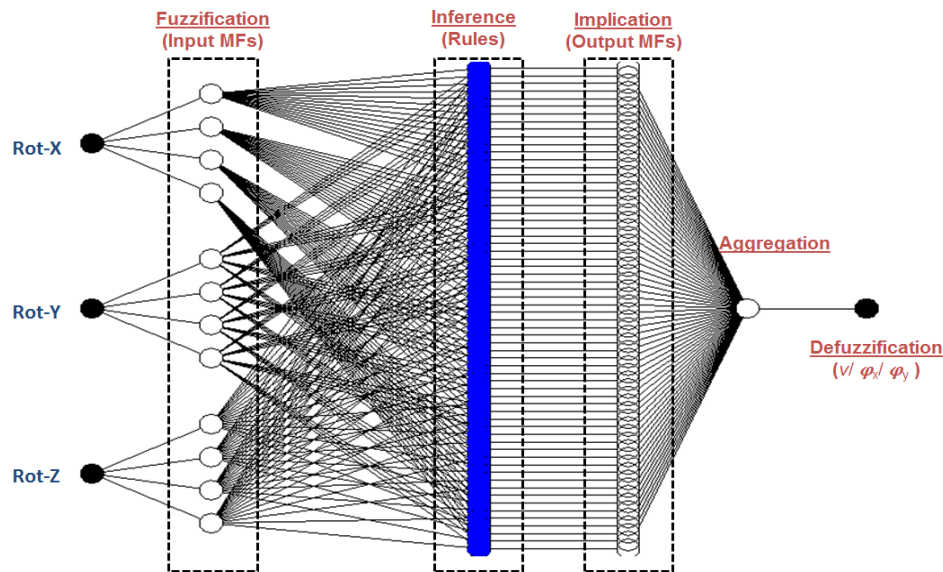 Fuzzification
(Input MFs)
Inference
(Rules)
Implication
(Output MFs)
Rot-X
Rot-Y
Rot-Z
Aggregation
Defuzzification
(v/ φx/ φy )